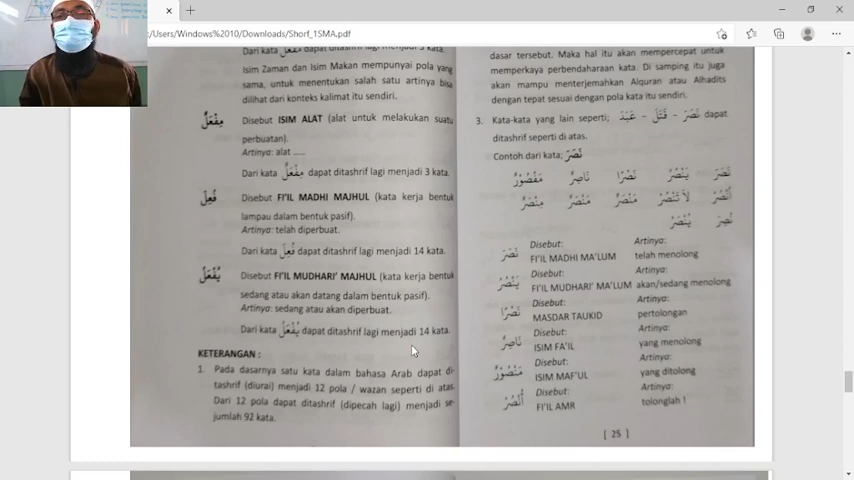 :/Users/Windows%2010/Downloads/Shorf_1SMA.pdf
Dari kata مِفْعَلٌ dapat ditashrif lagi menjadi 3 kata.
Isim Zaman dan Isim Makan mempunyai pola yang
sama, untuk menentukan salah satu artinya bisa
dilihat dari konteks kalimat itu sendiri.
مِفْعَلٌ Disebut ISIM ALAT (alat untuk melakukan suatu
perbuatan).
Artinya: alat .....
Dari kata مِفْعَلٌ dapat ditashrif lagi menjadi 3 kata.
فُعِلَ Disebut FI'IL MADHI MAJHUL (kata kerja bentuk
lampau dalam bentuk pasif).
Artinya: telah diperbuat.
Dari kata فُعِلَ dapat ditashrif lagi menjadi 14 kata.
يُفْعَلُ Disebut FI'IL MUDHARI' MAJHUL (kata kerja bentuk
sedang atau akan datang dalam bentuk pasif).
Artinya: sedang atau akan diperbuat.
Dari kata يُفْعَلُ dapat ditashrif lagi menjadi 14 kata.
KETERANGAN :
1. Pada dasarnya satu kata dalam bahasa Arab dapat di-
tashrif (diurai) menjadi 12 pola / wazan seperti di atas.
Dari 12 pola dapat ditashrif (dipecah lagi) menjadi se-
jumlah 92 kata.
dasar tersebut. Maka hal itu akan mempercepat untuk
memperkaya perbendaharaan kata. Di samping itu juga
akan mampu menterjemahkan Alquran atau Alhadits
dengan tepat sesuai dengan pola kata itu sendiri.
3. Kata-kata yang lain seperti; نَصَرَ - قَتَلَ - عَبَدَ dapat
ditashrif seperti di atas.
Contoh dari kata; نَصَرَ
نَصَرَ يَنْصُرُ نَصْرًا نَاصِرٌ
أُنْصُرْ لَا تَنْصُرْ مَنْصَرٌ مَنْصَرٌ مِنْصَرٌ
نُصِرَ يُنْصَرُ
Disebut: Artinya:
نَصَرَ FI'IL MADHI MA'LUM telah menolong
Disebut: Artinya:
يَنْصُرُ FI'IL MUDHARI' MA'LUM akan/sedang menolong
Disebut: Artinya:
نَصْرًا MASDAR TAUKID pertolongan
Disebut: Artinya:
نَاصِرٌ ISIM FA'IL yang menolong
Disebut: Artinya:
مَنْصُوْرٌ ISIM MAF'UL yang ditolong
Disebut: Artinya:
أُنْصُرْ FI'IL AMR tolonglah !
[ 25 ]